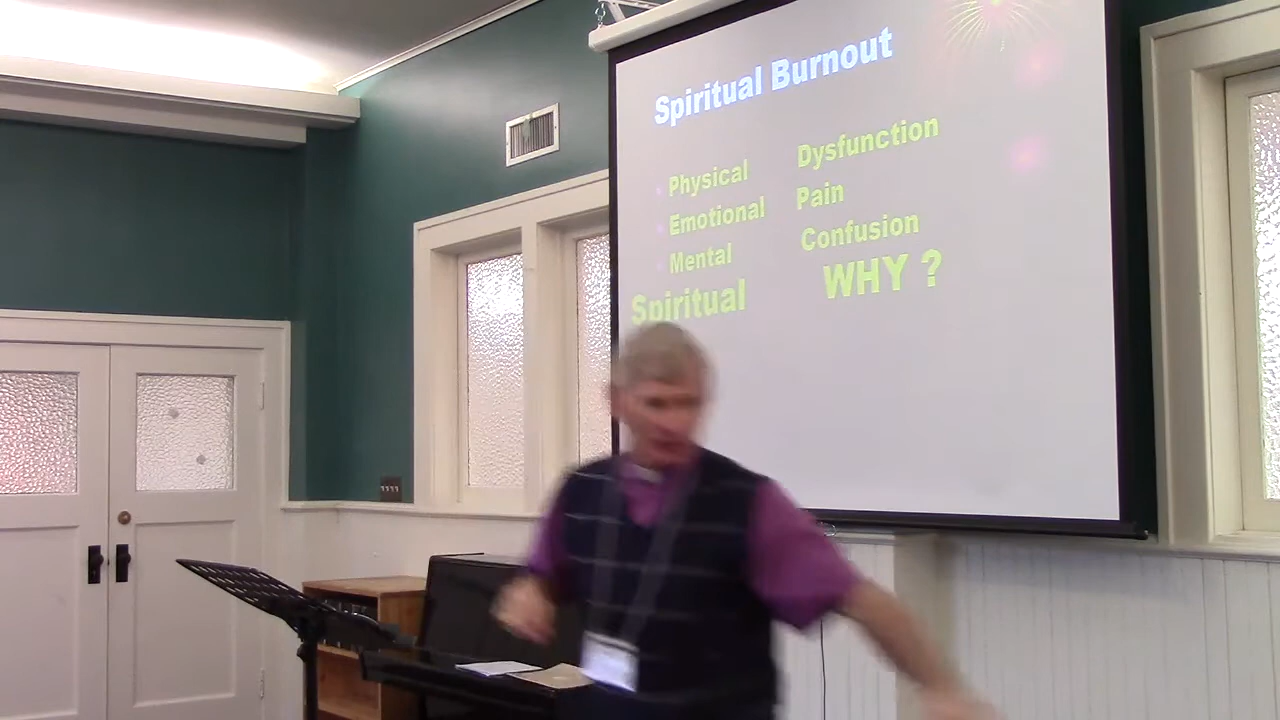 Spiritual Burnout
Physical Dysfunction
Emotional Pain
Mental Confusion
Spiritual WHY ?